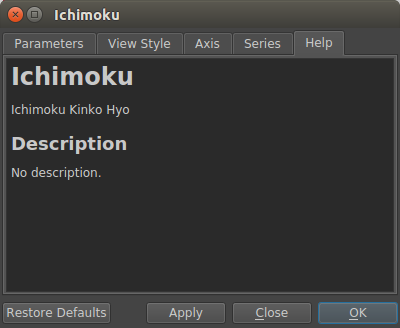 Ichimoku
Parameters View Style Axis Series Help
Ichimoku
Ichimoku Kinko Hyo
Description
No description.
Restore Defaults Apply Close OK